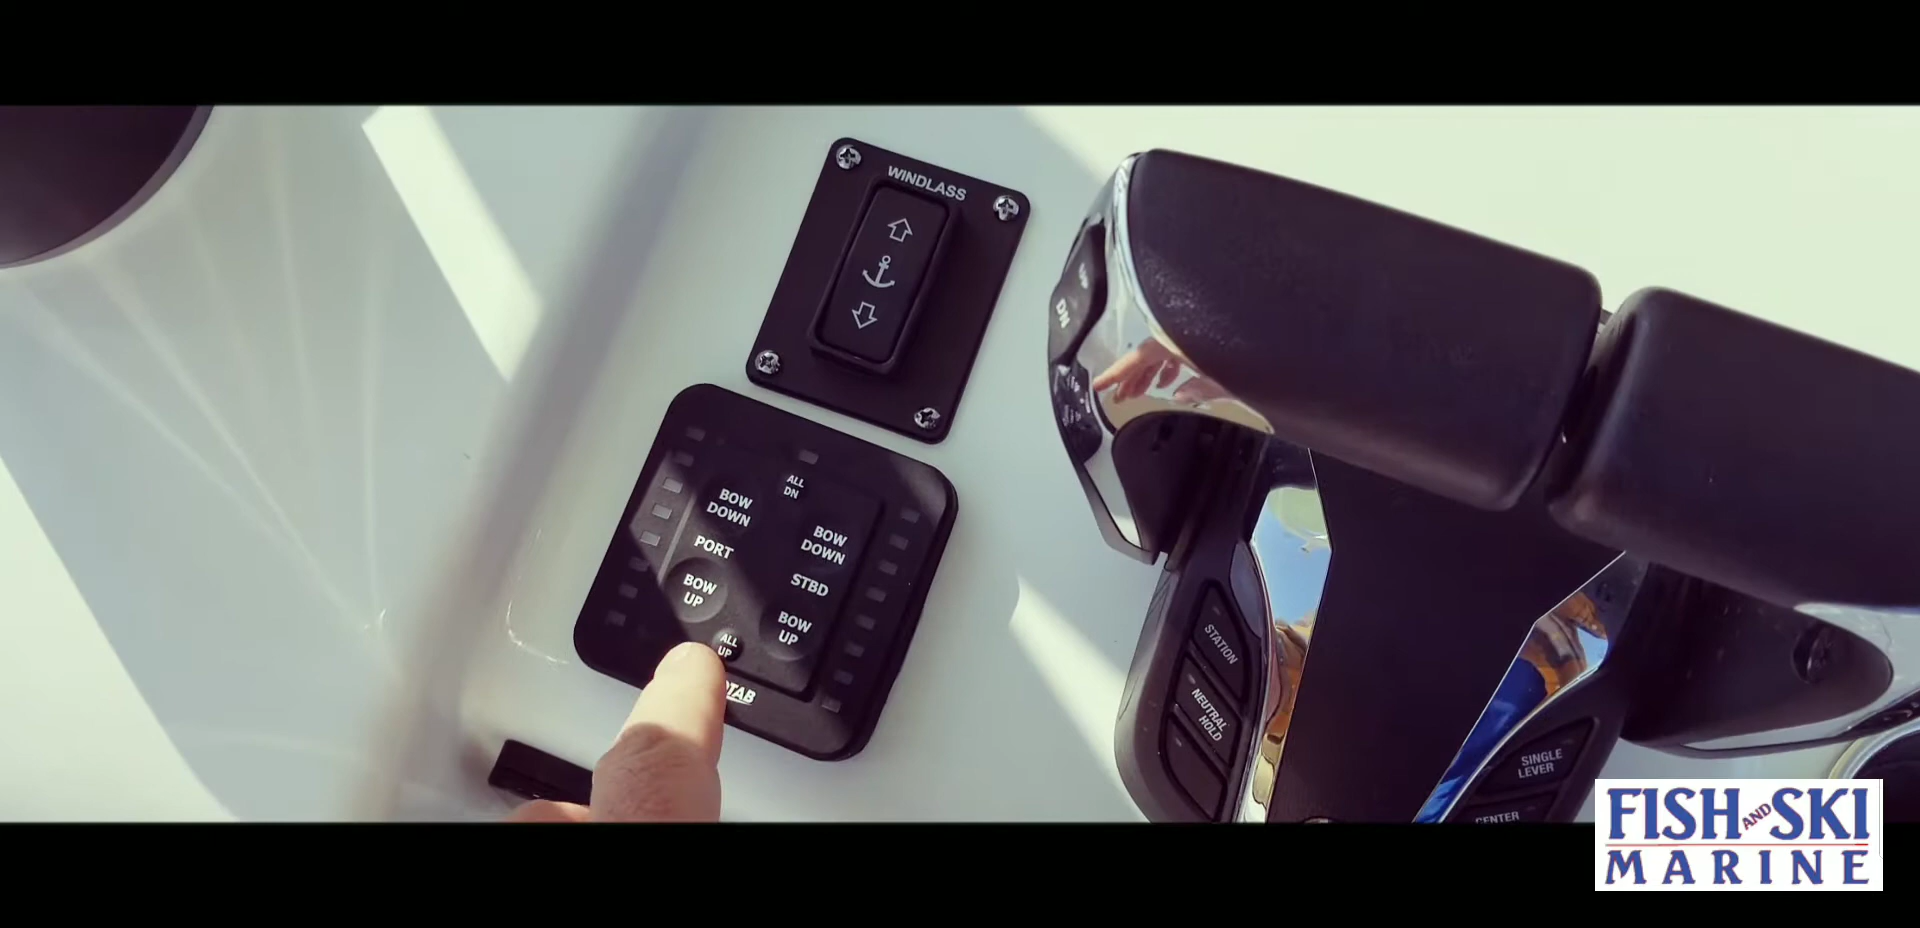 WINDLASS
UP
DN
ALL
DN
BOW
DOWN
BOW
DOWN
PORT
STBD
BOW
UP
BOW
UP
ALL
UP
STATION
NEUTRAL
HOLD
SINGLE
LEVER
CENTER
FISH AND SKI
MARINE